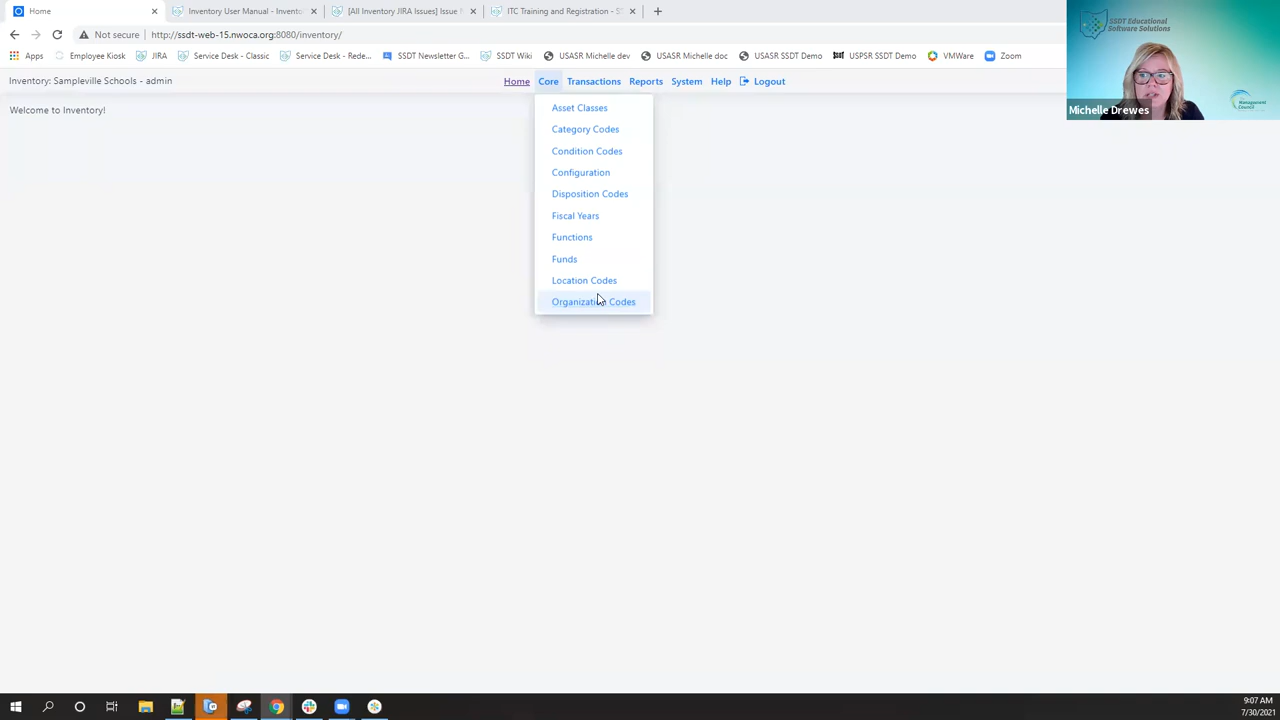 Home
Inventory User Manual - Invento
[All Inventory JIRA Issues] Issue
ITC Training and Registration - S
Not secure
http://ssdt-web-15.nwoca.org:8080/inventory/
Apps
Employee Kiosk
JIRA
Service Desk - Classic
Service Desk - Rede...
SSDT Newsletter G...
SSDT Wiki
USASR Michelle dev
USASR Michelle doc
USASR SSDT Demo
USPSR SSDT Demo
VMWare
Zoom
SSDT Educational
Software Solutions
Management
Council
Michelle Drewes
Inventory: Sampleville Schools - admin
Home
Core
Transactions
Reports
System
Help
Logout
Welcome to Inventory!
Asset Classes
Category Codes
Condition Codes
Configuration
Disposition Codes
Fiscal Years
Functions
Funds
Location Codes
Organization Codes
9:07 AM
7/30/2021